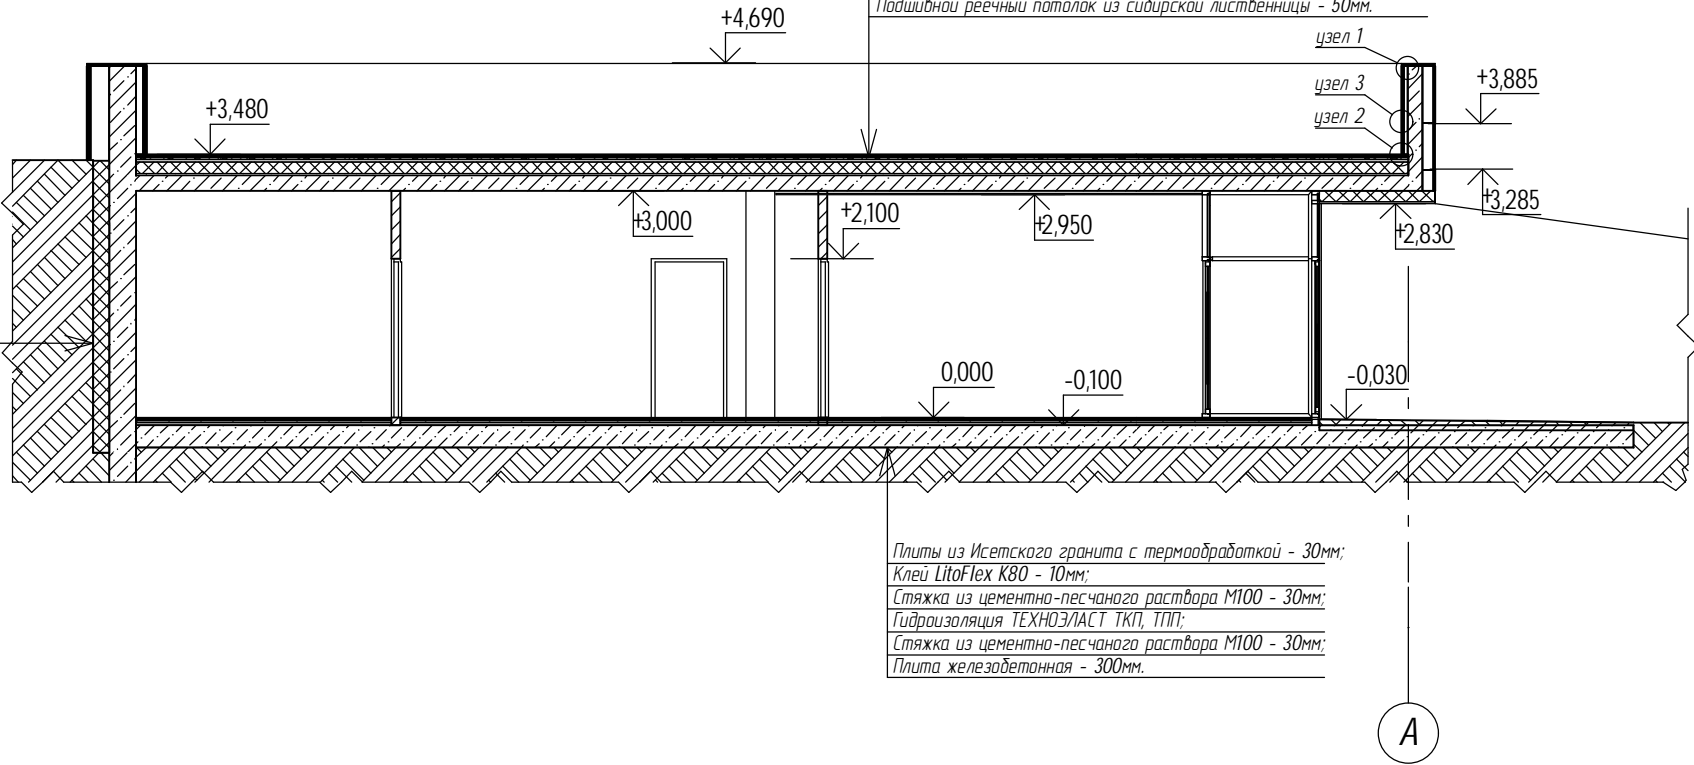 Подшивной реечный потолок из сибирской лиственницы - 50мм.
+4,690
узел 1
+3,885
узел 3
+3,480
узел 2
+3,285
+2,100
+3,000
+2,950
+2,830
0,000
-0,100
-0,030
Плиты из Исетского гранита с термообработкой - 30мм;
Клей LitoFlex K80 - 10мм;
Стяжка из цементно-песчаного раствора М100 - 30мм;
Гидроизоляция ТЕХНОЭЛАСТ ТКП, ТПП;
Стяжка из цементно-песчаного раствора М100 - 30мм;
Плита железобетонная - 300мм.
А